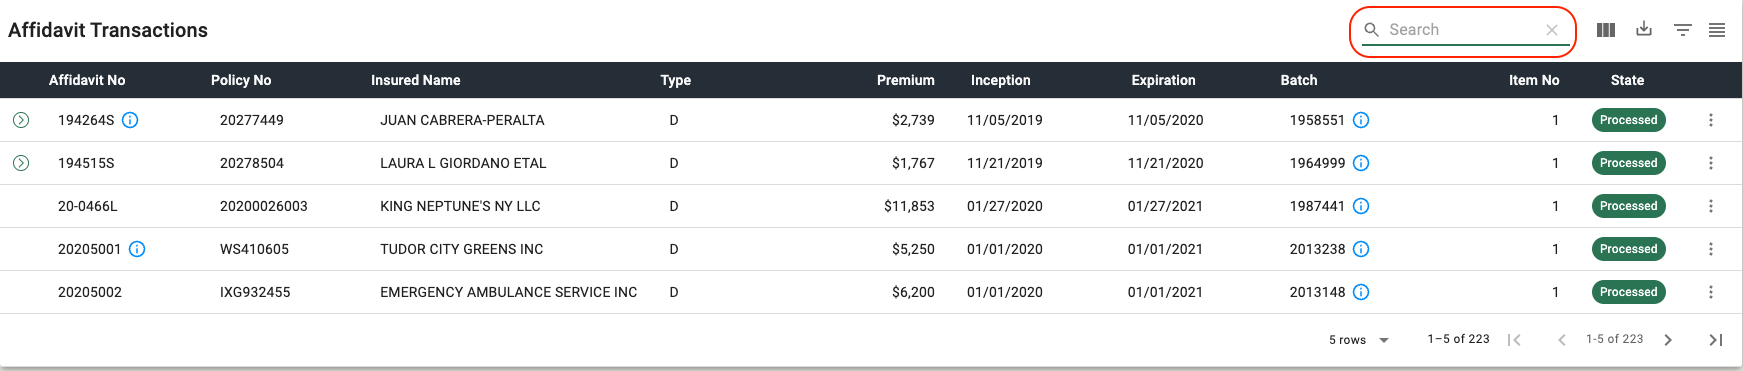 Affidavit Transactions Search
Affidavit No Policy No Insured Name Type Premium Inception Expiration Batch Item No State
194264S 20277449 JUAN CABRERA-PERALTA D $2,739 11/05/2019 11/05/2020 1958551 1 Processed
194515S 20278504 LAURA L GIORDANO ETAL D $1,767 11/21/2019 11/21/2020 1964999 1 Processed
20-0466L 20200026003 KING NEPTUNE'S NY LLC D $11,853 01/27/2020 01/27/2021 1987441 1 Processed
20205001 WS410605 TUDOR CITY GREENS INC D $5,250 01/01/2020 01/01/2021 2013238 1 Processed
20205002 IXG932455 EMERGENCY AMBULANCE SERVICE INC D $6,200 01/01/2020 01/01/2021 2013148 1 Processed
5 rows 1–5 of 223 1-5 of 223